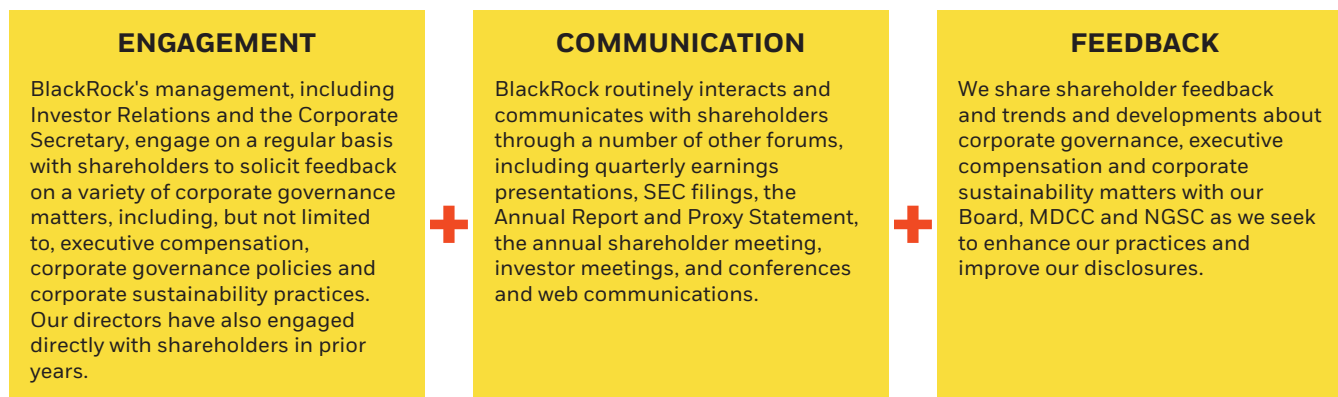 ENGAGEMENT
BlackRock's management, including
Investor Relations and the Corporate
Secretary, engage on a regular basis
with shareholders to solicit feedback
on a variety of corporate governance
matters, including, but not limited
to, executive compensation,
corporate governance policies and
corporate sustainability practices.
Our directors have also engaged
directly with shareholders in prior
years.
COMMUNICATION
BlackRock routinely interacts and
communicates with shareholders
through a number of other forums,
including quarterly earnings
presentations, SEC filings, the
Annual Report and Proxy Statement,
the annual shareholder meeting,
investor meetings, and conferences
and web communications.
FEEDBACK
We share shareholder feedback
and trends and developments about
corporate governance, executive
compensation and corporate
sustainability matters with our
Board, MDCC and NGSC as we seek
to enhance our practices and
improve our disclosures.